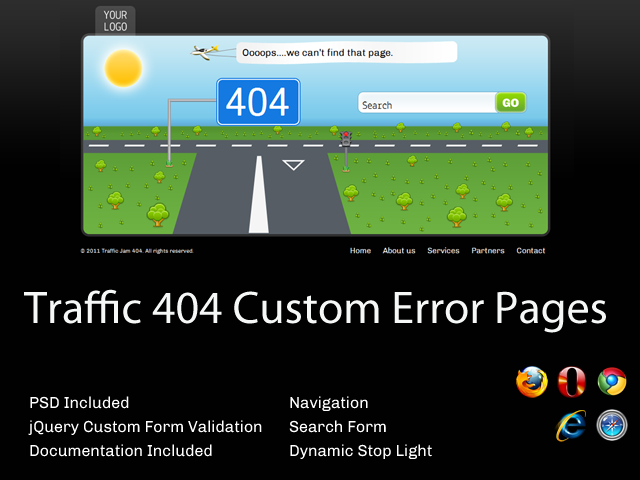 YOUR
LOGO
Oooops....we can't find that page.
404
Search
GO
© 2011 Traffic Jam 404. All rights reserved.
Home About us Services Partners Contact
Traffic 404 Custom Error Pages
PSD Included
jQuery Custom Form Validation
Documentation Included
Navigation
Search Form
Dynamic Stop Light